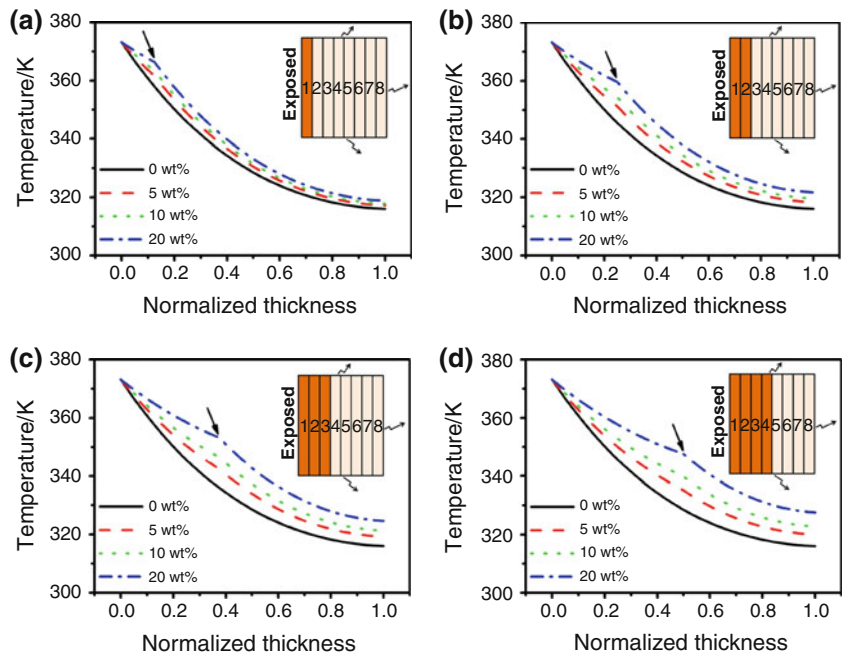 (a)
380
360
340
320
300
Temperature/K
Exposed
12345678
0 wt%
5 wt%
10 wt%
20 wt%
0.0 0.2 0.4 0.6 0.8 1.0
Normalized thickness
(b)
380
360
340
320
300
Temperature/K
Exposed
12345678
0 wt%
5 wt%
10 wt%
20 wt%
0.0 0.2 0.4 0.6 0.8 1.0
Normalized thickness
(c)
380
360
340
320
300
Temperature/K
Exposed
12345678
0 wt%
5 wt%
10 wt%
20 wt%
0.0 0.2 0.4 0.6 0.8 1.0
Normalized thickness
(d)
380
360
340
320
300
Temperature/K
Exposed
12345678
0 wt%
5 wt%
10 wt%
20 wt%
0.0 0.2 0.4 0.6 0.8 1.0
Normalized thickness